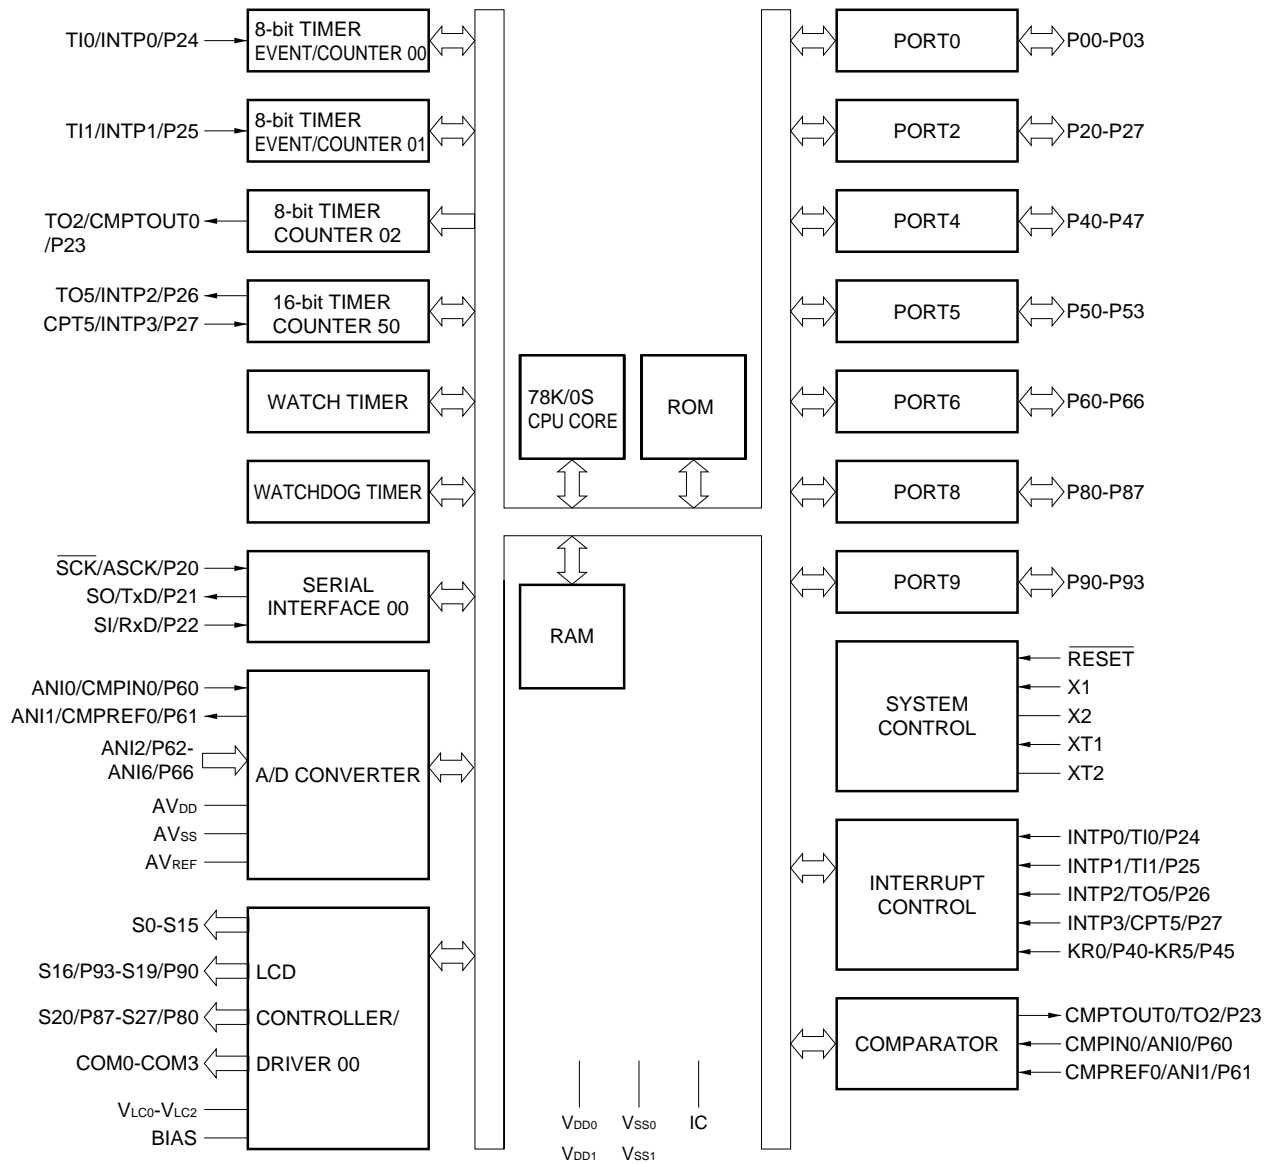 TI0/INTP0/P24
8-bit TIMER
EVENT/COUNTER 00
TI1/INTP1/P25
8-bit TIMER
EVENT/COUNTER 01
TO2/CMPTOUT0
/P23
8-bit TIMER
COUNTER 02
TO5/INTP2/P26
CPT5/INTP3/P27
16-bit TIMER
COUNTER 50
WATCH TIMER
WATCHDOG TIMER
SCK/ASCK/P20
SO/TxD/P21
SI/RxD/P22
SERIAL
INTERFACE 00
ANI0/CMPIN0/P60
ANI1/CMPREF0/P61
ANI2/P62-
ANI6/P66
AVDD
AVSS
AVREF
A/D CONVERTER
S0-S15
S16/P93-S19/P90
S20/P87-S27/P80
COM0-COM3
VLC0-VLC2
BIAS
LCD
CONTROLLER/
DRIVER 00
78K/0S
CPU CORE
ROM
RAM
VDD0
VSS0
IC
VDD1
VSS1
PORT0
P00-P03
PORT2
P20-P27
PORT4
P40-P47
PORT5
P50-P53
PORT6
P60-P66
PORT8
P80-P87
PORT9
P90-P93
SYSTEM
CONTROL
RESET
X1
X2
XT1
XT2
INTERRUPT
CONTROL
INTP0/TI0/P24
INTP1/TI1/P25
INTP2/TO5/P26
INTP3/CPT5/P27
KR0/P40-KR5/P45
COMPARATOR
CMPTOUT0/TO2/P23
CMPIN0/ANI0/P60
CMPREF0/ANI1/P61